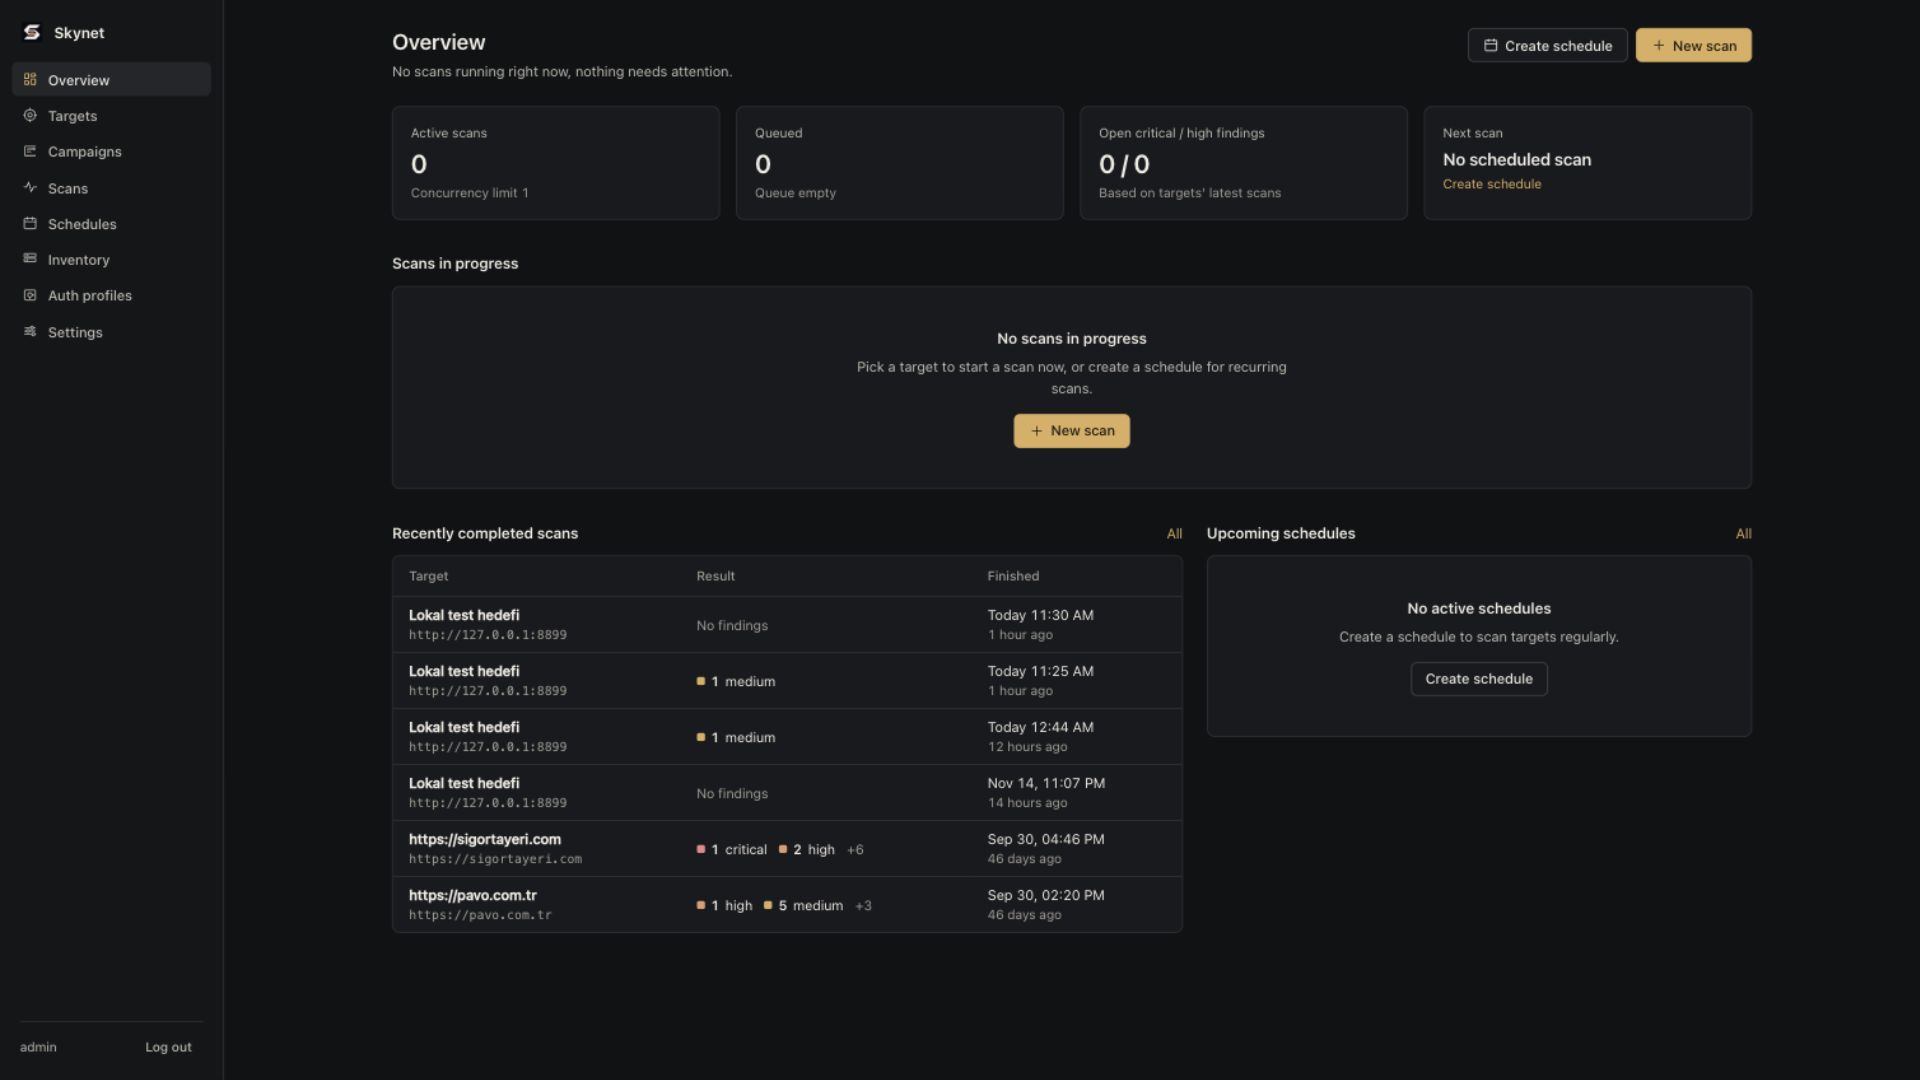 Skynet
Overview
Targets
Campaigns
Scans
Schedules
Inventory
Auth profiles
Settings
admin
Log out
Overview
No scans running right now, nothing needs attention.
Create schedule
New scan
Active scans
0
Concurrency limit 1
Queued
0
Queue empty
Open critical / high findings
0 / 0
Based on targets' latest scans
Next scan
No scheduled scan
Create schedule
Scans in progress
No scans in progress
Pick a target to start a scan now, or create a schedule for recurring
scans.
New scan
Recently completed scans
All
Target Result Finished
Lokal test hedefi
http://127.0.0.1:8899
No findings
Today 11:30 AM
1 hour ago
Lokal test hedefi
http://127.0.0.1:8899
1 medium
Today 11:25 AM
1 hour ago
Lokal test hedefi
http://127.0.0.1:8899
1 medium
Today 12:44 AM
12 hours ago
Lokal test hedefi
http://127.0.0.1:8899
No findings
Nov 14, 11:07 PM
14 hours ago
https://sigortayeri.com
https://sigortayeri.com
1 critical 2 high +6
Sep 30, 04:46 PM
46 days ago
https://pavo.com.tr
https://pavo.com.tr
1 high 5 medium +3
Sep 30, 02:20 PM
46 days ago
Upcoming schedules
All
No active schedules
Create a schedule to scan targets regularly.
Create schedule